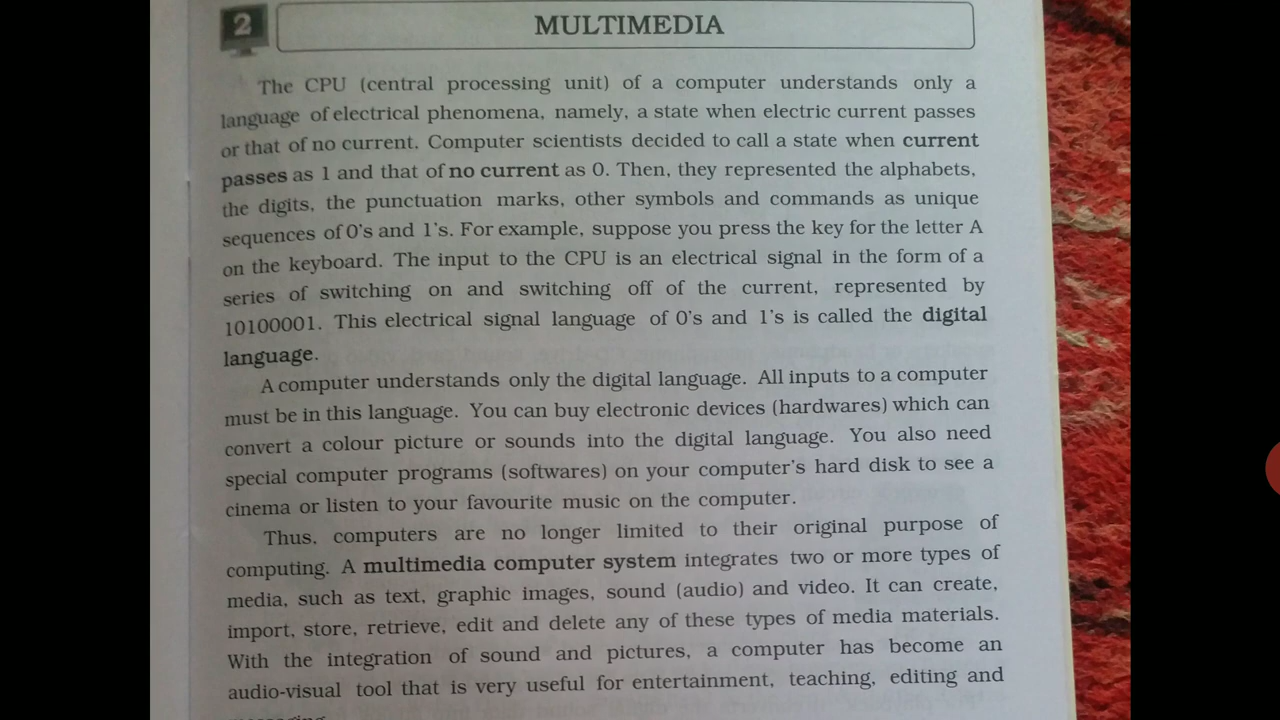 2
MULTIMEDIA
The CPU (central processing unit) of a computer understands only a
language of electrical phenomena, namely, a state when electric current passes
or that of no current. Computer scientists decided to call a state when current
passes as 1 and that of no current as 0. Then, they represented the alphabets,
the digits, the punctuation marks, other symbols and commands as unique
sequences of 0's and 1's. For example, suppose you press the key for the letter A
on the keyboard. The input to the CPU is an electrical signal in the form of a
series of switching on and switching off of the current, represented by
10100001. This electrical signal language of 0's and 1's is called the digital
language.
A computer understands only the digital language. All inputs to a computer
must be in this language. You can buy electronic devices (hardwares) which can
convert a colour picture or sounds into the digital language. You also need
special computer programs (softwares) on your computer's hard disk to see a
cinema or listen to your favourite music on the computer.
Thus, computers are no longer limited to their original purpose of
computing. A multimedia computer system integrates two or more types of
media, such as text, graphic images, sound (audio) and video. It can create,
import, store, retrieve, edit and delete any of these types of media materials.
With the integration of sound and pictures, a computer has become an
audio-visual tool that is very useful for entertainment, teaching, editing and